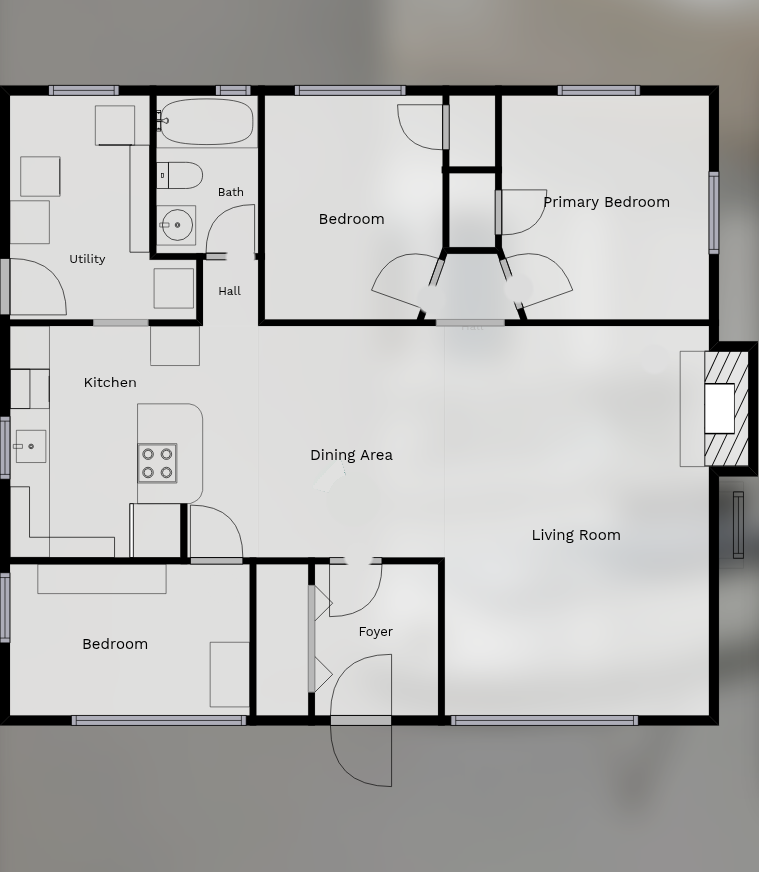 Bath
Primary Bedroom
Bedroom
Utility
Hall
Kitchen
Dining Area
Living Room
Foyer
Bedroom